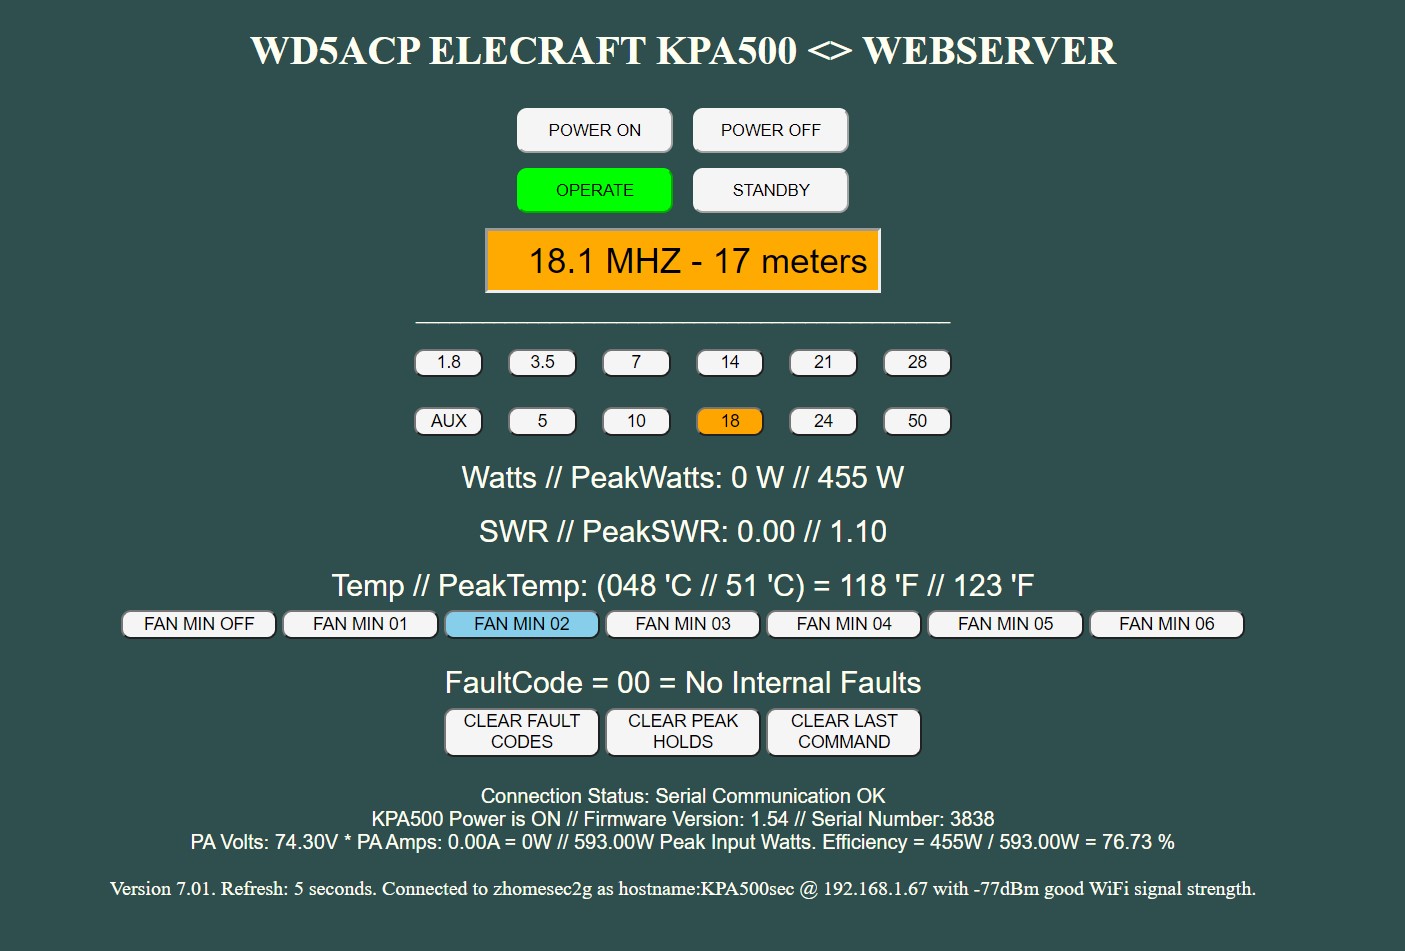 WD5ACP ELECRAFT KPA500 <> WEBSERVER
POWER ON POWER OFF
OPERATE STANDBY
18.1 MHZ - 17 meters
1.8 3.5 7 14 21 28
AUX 5 10 18 24 50
Watts // PeakWatts: 0 W // 455 W
SWR // PeakSWR: 0.00 // 1.10
Temp // PeakTemp: (048 'C // 51 'C) = 118 'F // 123 'F
FAN MIN OFF FAN MIN 01 FAN MIN 02 FAN MIN 03 FAN MIN 04 FAN MIN 05 FAN MIN 06
FaultCode = 00 = No Internal Faults
CLEAR FAULT CLEAR PEAK CLEAR LAST
CODES HOLDS COMMAND
Connection Status: Serial Communication OK
KPA500 Power is ON // Firmware Version: 1.54 // Serial Number: 3838
PA Volts: 74.30V * PA Amps: 0.00A = 0W // 593.00W Peak Input Watts. Efficiency = 455W / 593.00W = 76.73 %
Version 7.01. Refresh: 5 seconds. Connected to zhomesec2g as hostname:KPA500sec @ 192.168.1.67 with -77dBm good WiFi signal strength.